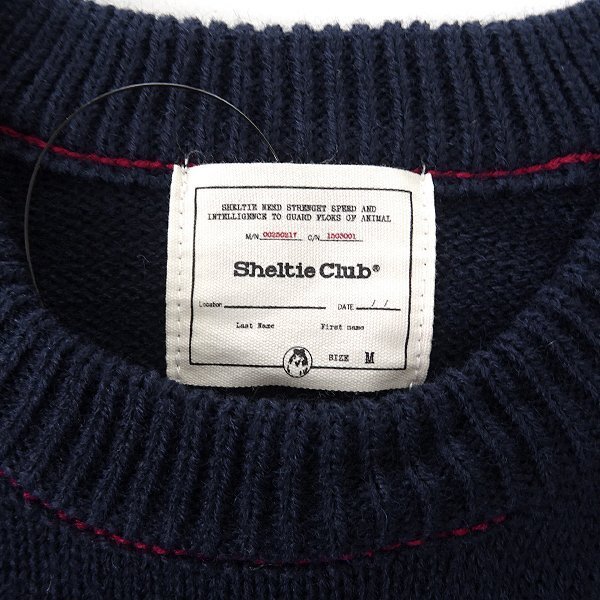 SHELTIE NEED STRENGHT SPEED AND
INTELLIGENCE TO GUARD FLOKS OF ANIMAL
M/N 00250217 C/N 1503001
Sheltie Club®
Location DATE / /
Last Name First name
SIZE M